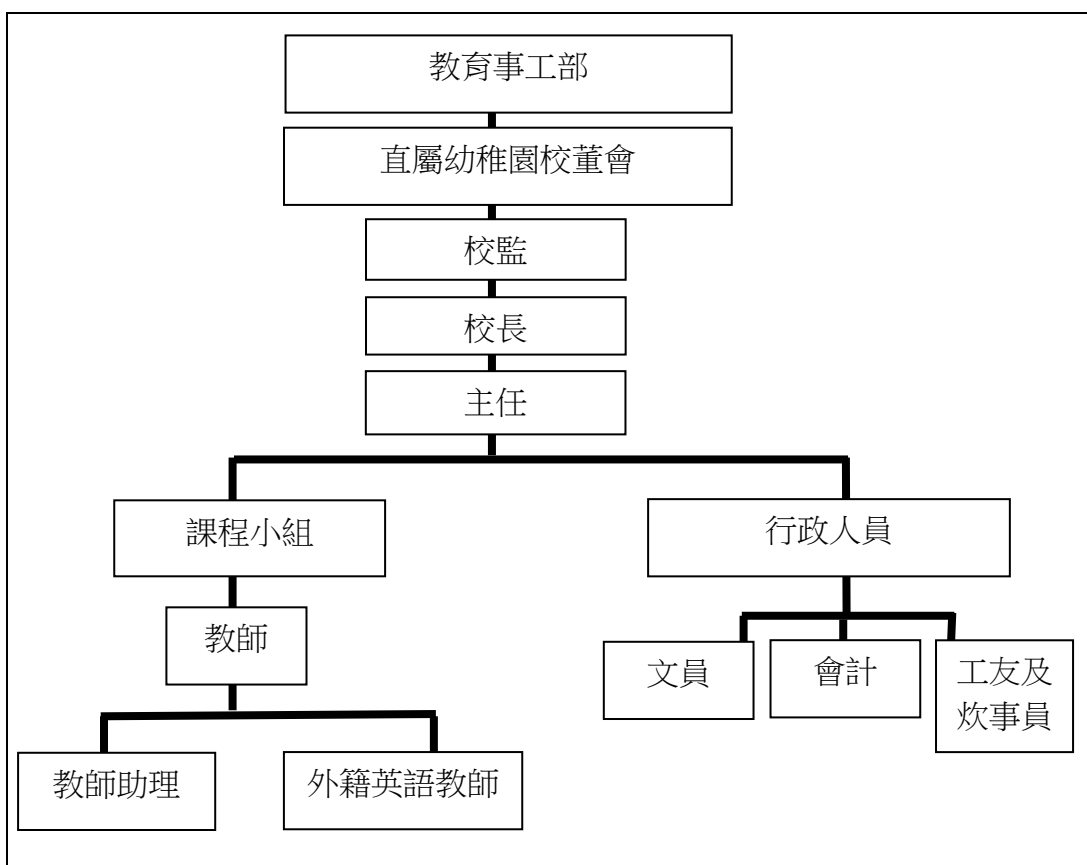 教育事工部
直屬幼稚園校董會
校監
校長
主任
課程小組
行政人員
教師
文員
會計
工友及
炊事員
教師助理
外籍英語教師